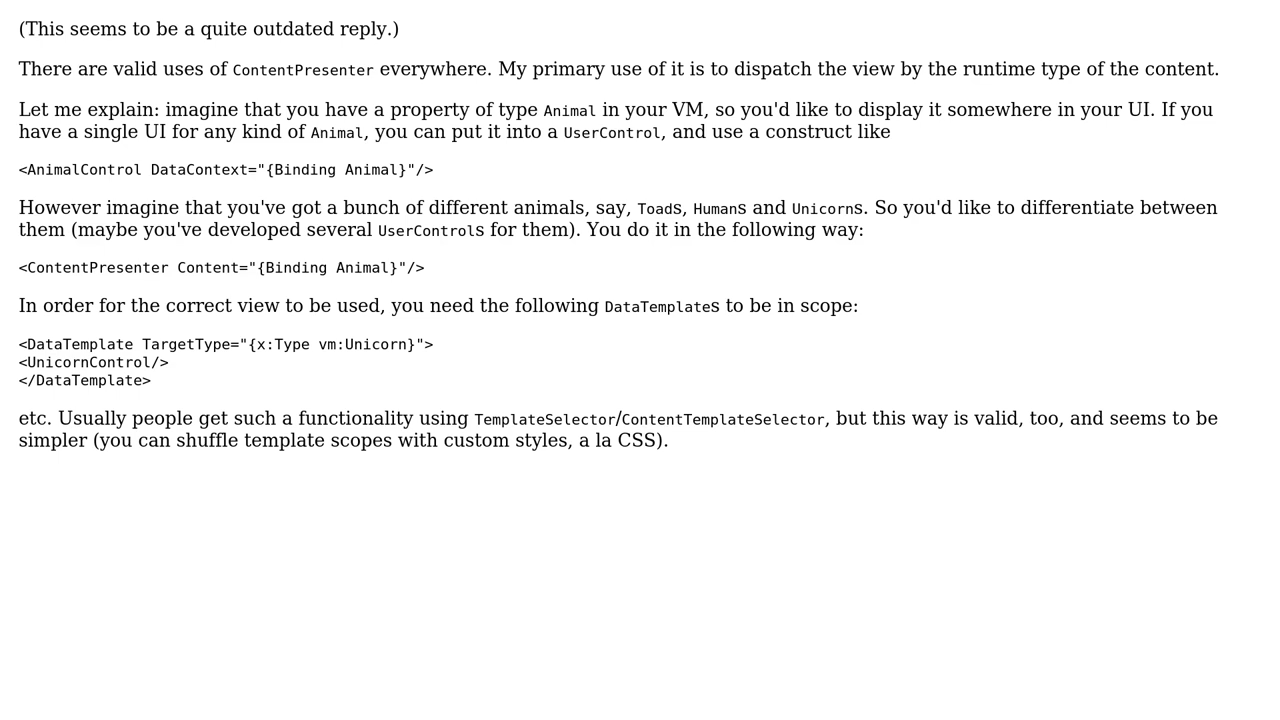 (This seems to be a quite outdated reply.)
There are valid uses of ContentPresenter everywhere. My primary use of it is to dispatch the view by the runtime type of the content.
Let me explain: imagine that you have a property of type Animal in your VM, so you'd like to display it somewhere in your UI. If you
have a single UI for any kind of Animal, you can put it into a UserControl, and use a construct like
<AnimalControl DataContext="{Binding Animal}"/>
However imagine that you've got a bunch of different animals, say, Toads, Humans and Unicorns. So you'd like to differentiate between
them (maybe you've developed several UserControls for them). You do it in the following way:
<ContentPresenter Content="{Binding Animal}"/>
In order for the correct view to be used, you need the following DataTemplates to be in scope:
<DataTemplate TargetType="{x:Type vm:Unicorn}">
<UnicornControl/>
</DataTemplate>
etc. Usually people get such a functionality using TemplateSelector/ContentTemplateSelector, but this way is valid, too, and seems to be
simpler (you can shuffle template scopes with custom styles, a la CSS).